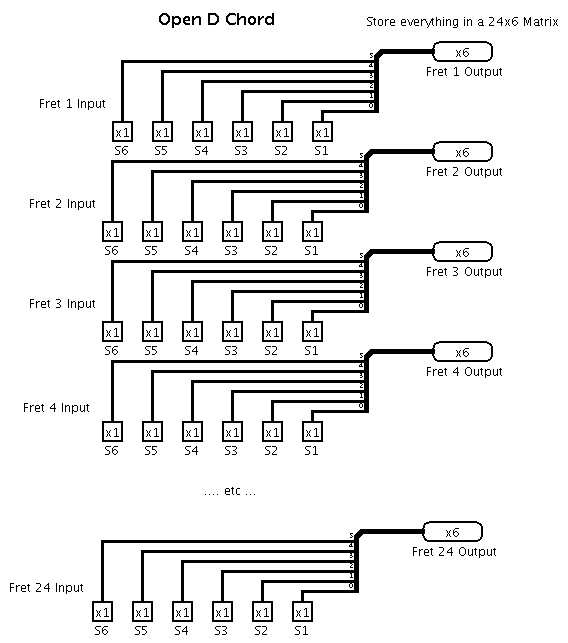 Open D Chord
Store everything in a 24x6 Matrix
5
4
3
2
1
0
x6
Fret 1 Output
Fret 1 Input
x1 x1 x1 x1 x1 x1
S6 S5 S4 S3 S2 S1
5
4
3
2
1
0
x6
Fret 2 Output
Fret 2 Input
x1 x1 x1 x1 x1 x1
S6 S5 S4 S3 S2 S1
5
4
3
2
1
0
x6
Fret 3 Output
Fret 3 Input
x1 x1 x1 x1 x1 x1
S6 S5 S4 S3 S2 S1
5
4
3
2
1
0
x6
Fret 4 Output
Fret 4 Input
x1 x1 x1 x1 x1 x1
S6 S5 S4 S3 S2 S1
.... etc ...
5
4
3
2
1
0
x6
Fret 24 Output
Fret 24 Input
x1 x1 x1 x1 x1 x1
S6 S5 S4 S3 S2 S1